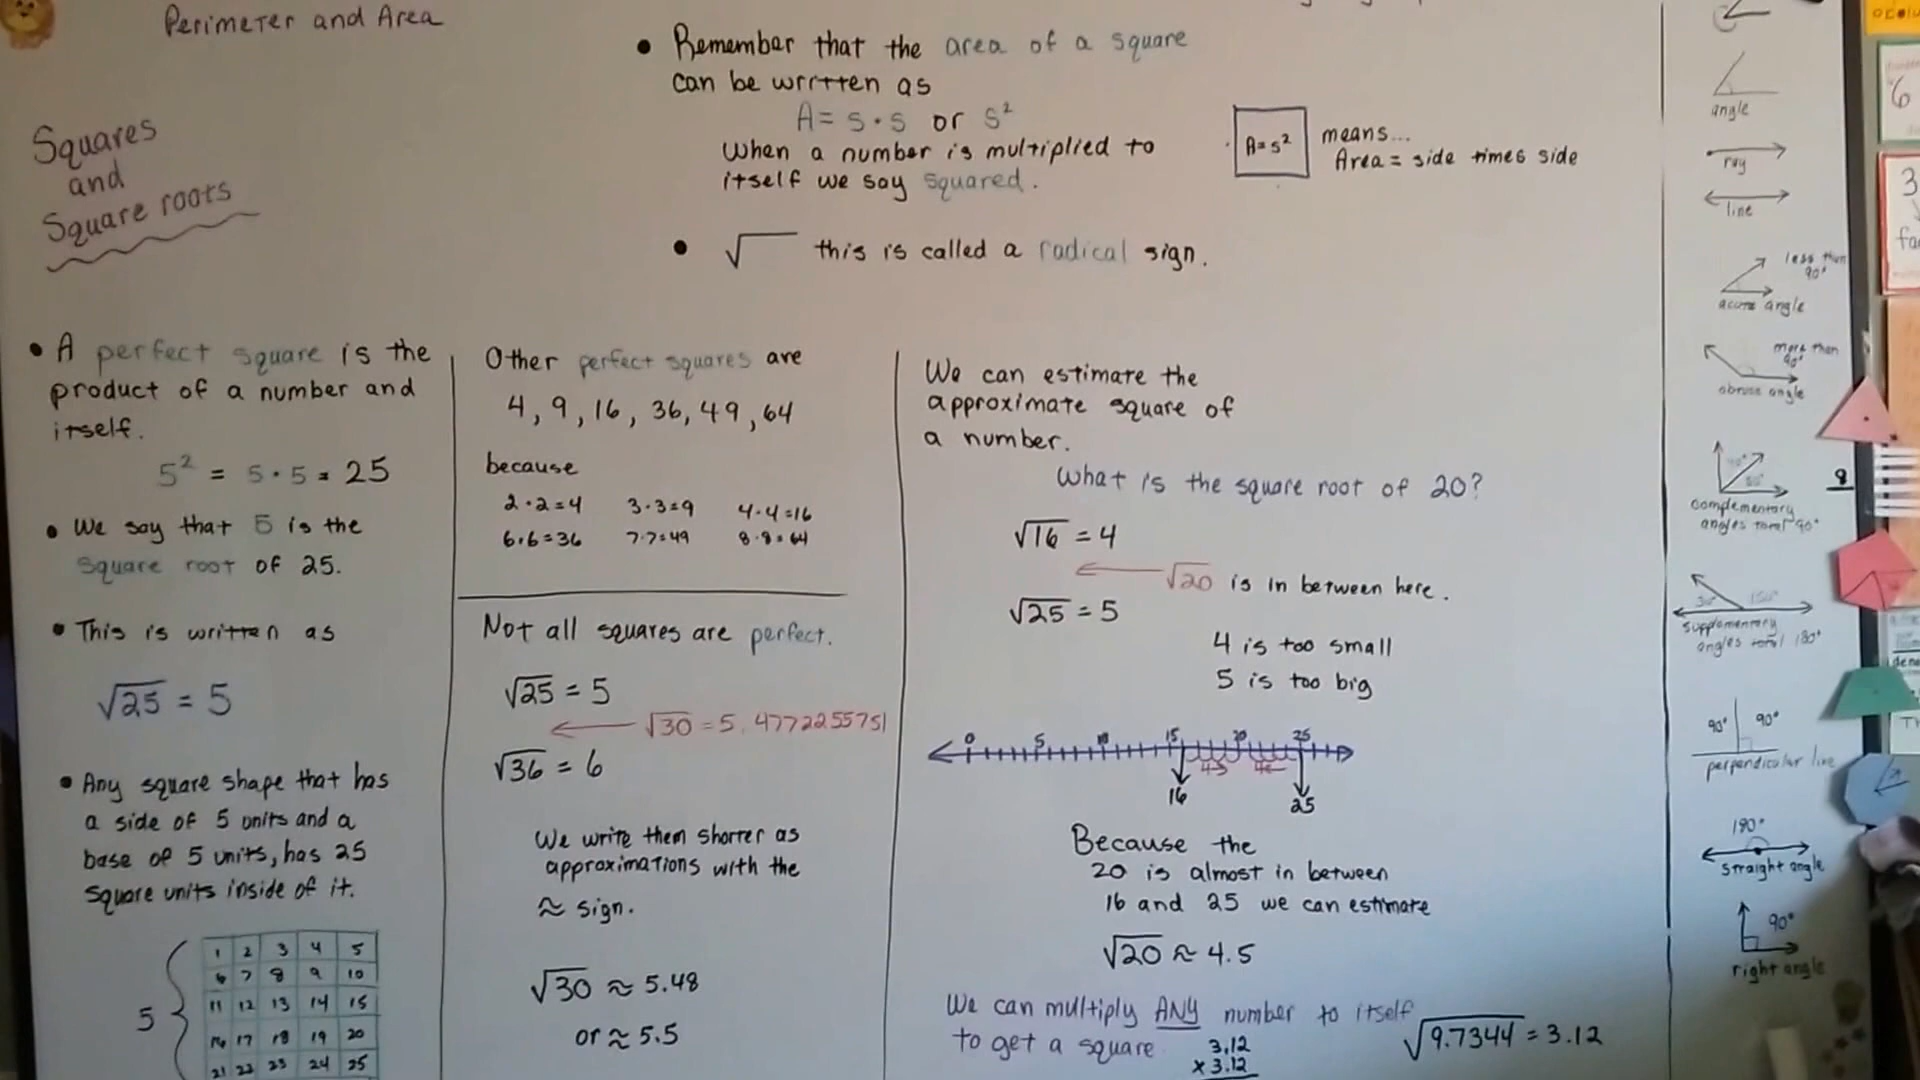 Perimeter and Area
Squares
and
Square roots
• Remember that the area of a square
can be written as
A = s · s or s²
When a number is multiplied to
itself we say squared.
A = s²
means...
Area = side times side
• √ this is called a radical sign.
• A perfect square is the
product of a number and
itself.
5² = 5 · 5 = 25
• We say that 5 is the
square root of 25.
• This is written as
√25 = 5
• Any square shape that has
a side of 5 units and a
base of 5 units, has 25
square units inside of it.
5
1 2 3 4 5
6 7 8 9 10
11 12 13 14 15
16 17 18 19 20
21 22 23 24 25
Other perfect squares are
4, 9, 16, 36, 49, 64
because
2 · 2 = 4 3 · 3 = 9 4 · 4 = 16
6 · 6 = 36 7 · 7 = 49 8 · 8 = 64
Not all squares are perfect.
√25 = 5
√30 = 5.4772255751
√36 = 6
We write them shorter as
approximations with the
≈ sign.
√30 ≈ 5.48
or ≈ 5.5
We can estimate the
approximate square of
a number.
What is the square root of 20?
√16 = 4
√20 is in between here.
√25 = 5
4 is too small
5 is too big
0 5 10 15 20 25
16 25
Because the
20 is almost in between
16 and 25 we can estimate
√20 ≈ 4.5
We can multiply ANY number to itself
to get a square
3.12
x 3.12
√9.7344 = 3.12
angle
ray
line
less than
90°
acute angle
more than
90°
obtuse angle
complementary
angles total 90°
supplementary
angles total 180°
90° 90°
perpendicular line
180°
straight angle
90°
right angle
6
3
8